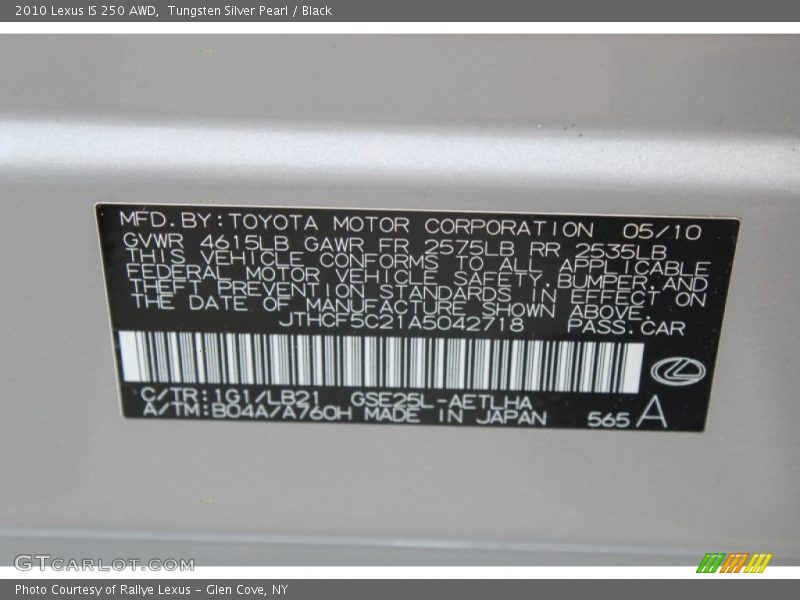 2010 Lexus IS 250 AWD,  Tungsten Silver Pearl / Black
MFD. BY: TOYOTA MOTOR CORPORATION 05/10
GVWR 4615LB GAWR FR 2575LB RR 2535LB
THIS VEHICLE CONFORMS TO ALL APPLICABLE
FEDERAL MOTOR VEHICLE SAFETY, BUMPER, AND
THEFT PREVENTION STANDARDS IN EFFECT ON
THE DATE OF MANUFACTURE SHOWN ABOVE.
JTHCF5C21A5042718 PASS. CAR
C/TR: 1G1/LB21 GSE25L-AETLHA
A/TM: B04A/A760H MADE IN JAPAN 565 A
GTCARLOT.COM
Photo Courtesy of Rallye Lexus - Glen Cove, NY